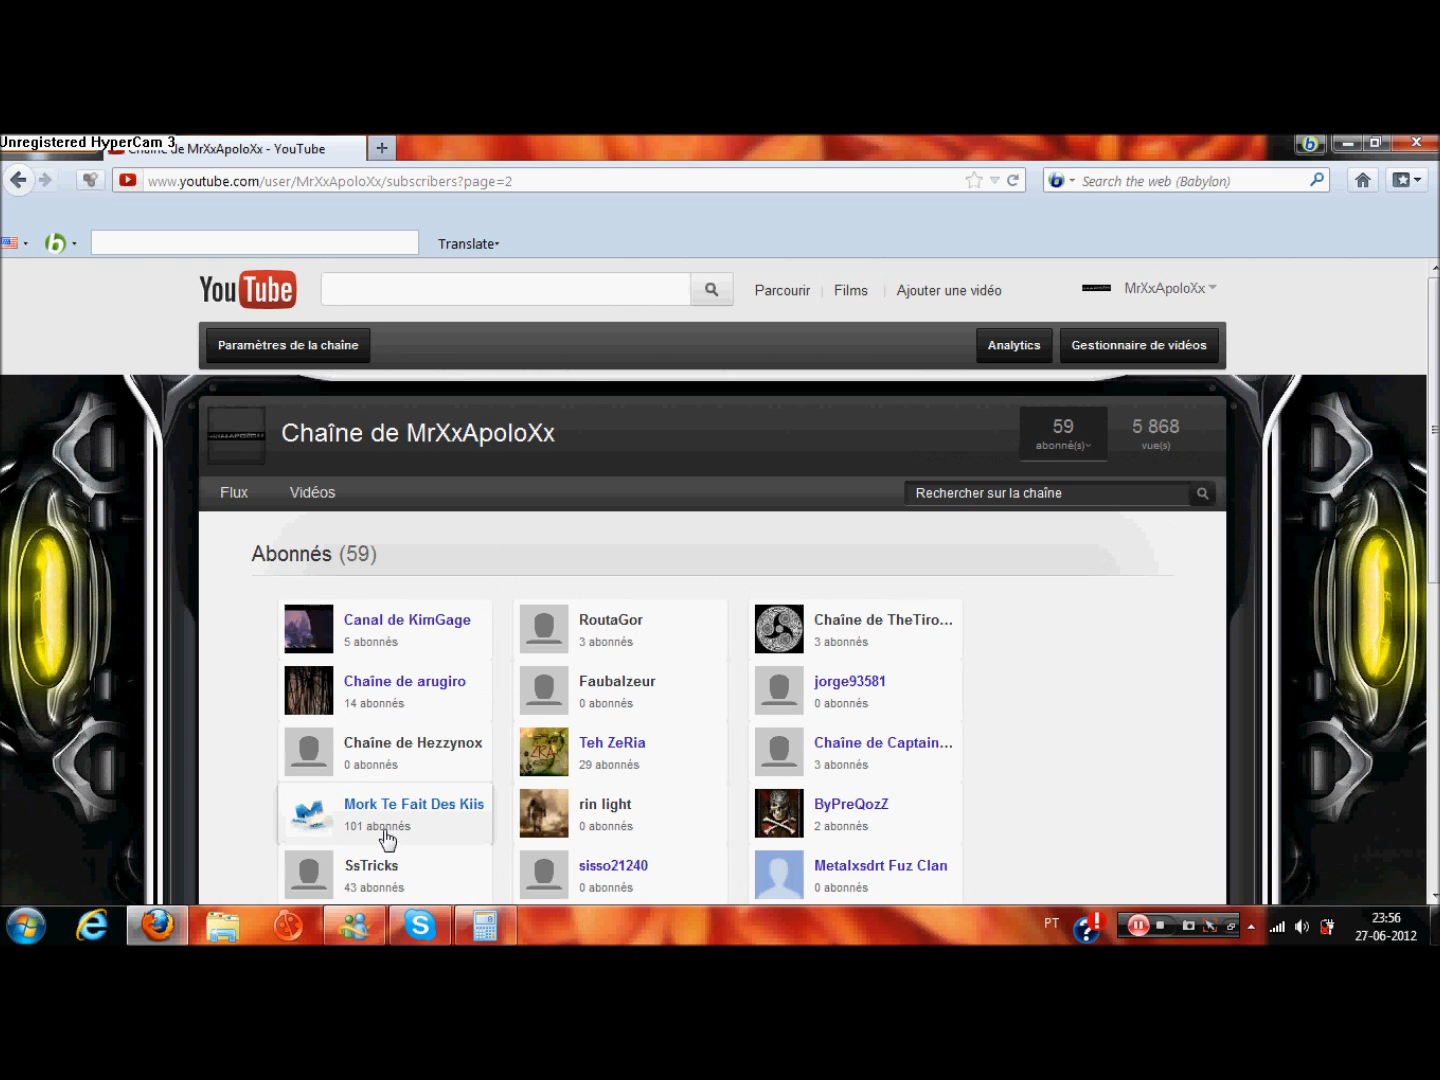 Unregistered HyperCam 3
de MrXxApoloXx - YouTube
www.youtube.com/user/MrXxApoloXx/subscribers?page=2
Search the web (Babylon)
Translate
YouTube
Parcourir
Films
Ajouter une vidéo
MrXxApoloXx
Paramètres de la chaîne
Analytics
Gestionnaire de vidéos
Chaîne de MrXxApoloXx
59
abonné(s)
5 868
vue(s)
Flux
Vidéos
Rechercher sur la chaîne
Abonnés (59)
Canal de KimGage
5 abonnés
RoutaGor
3 abonnés
Chaîne de TheTiro...
3 abonnés
Chaîne de arugiro
14 abonnés
Faubalzeur
0 abonnés
jorge93581
0 abonnés
Chaîne de Hezzynox
0 abonnés
Teh ZeRia
29 abonnés
Chaîne de Captain...
3 abonnés
Mork Te Fait Des Kiis
101 abonnés
rin light
0 abonnés
ByPreQozZ
2 abonnés
SsTricks
43 abonnés
sisso21240
0 abonnés
Metalxsdrt Fuz Clan
0 abonnés
PT
23:56
27-06-2012